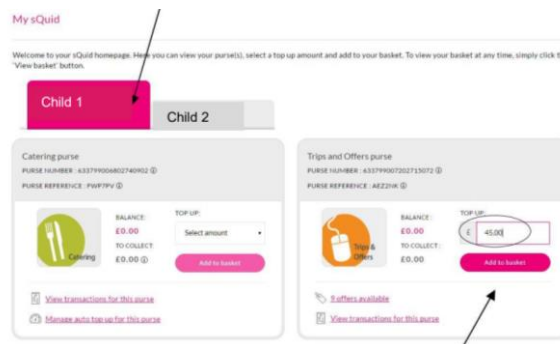 My sQuid
Welcome to your sQuid homepage. Here you can view your purse(s), select a top up amount and add to your basket. To view your basket at any time, simply click t
'View basket' button.
Child 1
Child 2
Catering purse
PURSE NUMBER : 633799006802740902
PURSE REFERENCE : PWP7PV
Catering
BALANCE:
£0.00
TO COLLECT:
£0.00
TOP UP:
Select amount
Add to basket
View transactions for this purse
Manage auto top up for this purse
Trips and Offers purse
PURSE NUMBER : 633799007202715072
PURSE REFERENCE : AEZ2NK
Trips &
Offers
BALANCE:
£0.00
TO COLLECT:
£0.00
TOP UP:
£ 45.00
Add to basket
9 offers available
View transactions for this purse